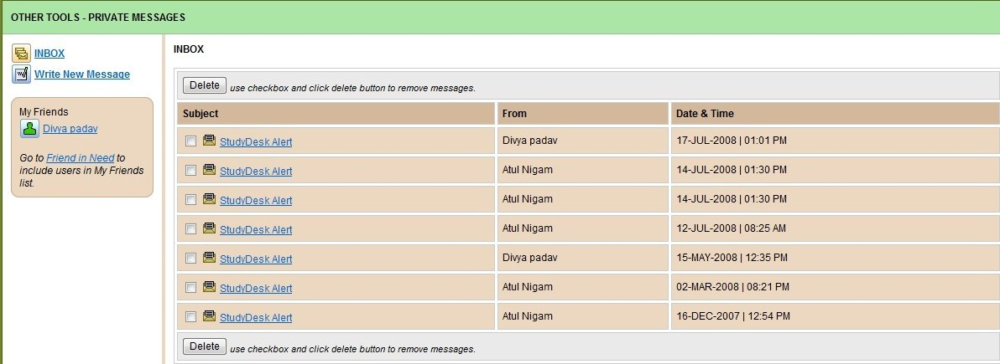 OTHER TOOLS - PRIVATE MESSAGES
INBOX
Write New Message
My Friends
Divya padav
Go to Friend in Need to
include users in My Friends
list.
INBOX
Delete use checkbox and click delete button to remove messages.
Subject From Date & Time
StudyDesk Alert Divya padav 17-JUL-2008 | 01:01 PM
StudyDesk Alert Atul Nigam 14-JUL-2008 | 01:30 PM
StudyDesk Alert Atul Nigam 14-JUL-2008 | 01:30 PM
StudyDesk Alert Atul Nigam 12-JUL-2008 | 08:25 AM
StudyDesk Alert Divya padav 15-MAY-2008 | 12:35 PM
StudyDesk Alert Atul Nigam 02-MAR-2008 | 08:21 PM
StudyDesk Alert Atul Nigam 16-DEC-2007 | 12:54 PM
Delete use checkbox and click delete button to remove messages.